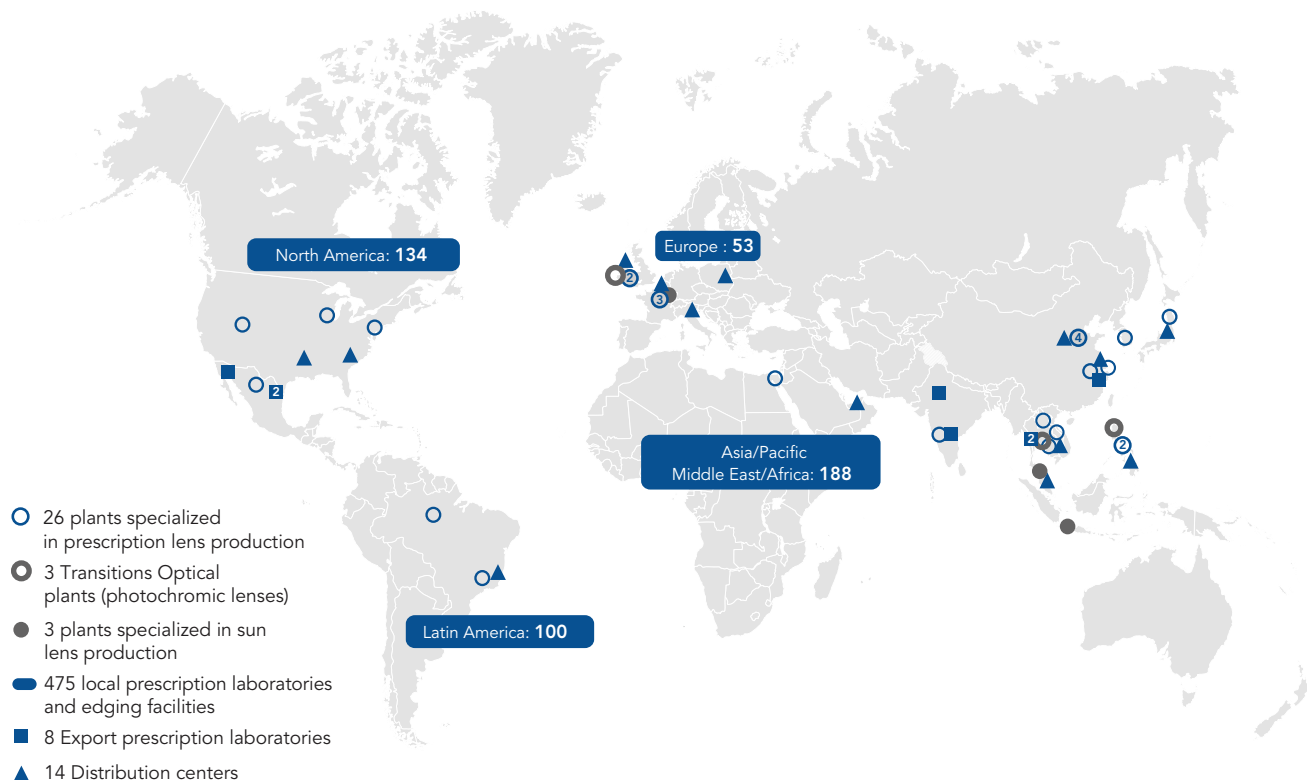 North America: 134
Europe : 53
2
3
4
2
Asia/Pacific
Middle East/Africa: 188
2
2
Latin America: 100
26 plants specialized
in prescription lens production
3 Transitions Optical
plants (photochromic lenses)
3 plants specialized in sun
lens production
475 local prescription laboratories
and edging facilities
8 Export prescription laboratories
14 Distribution centers